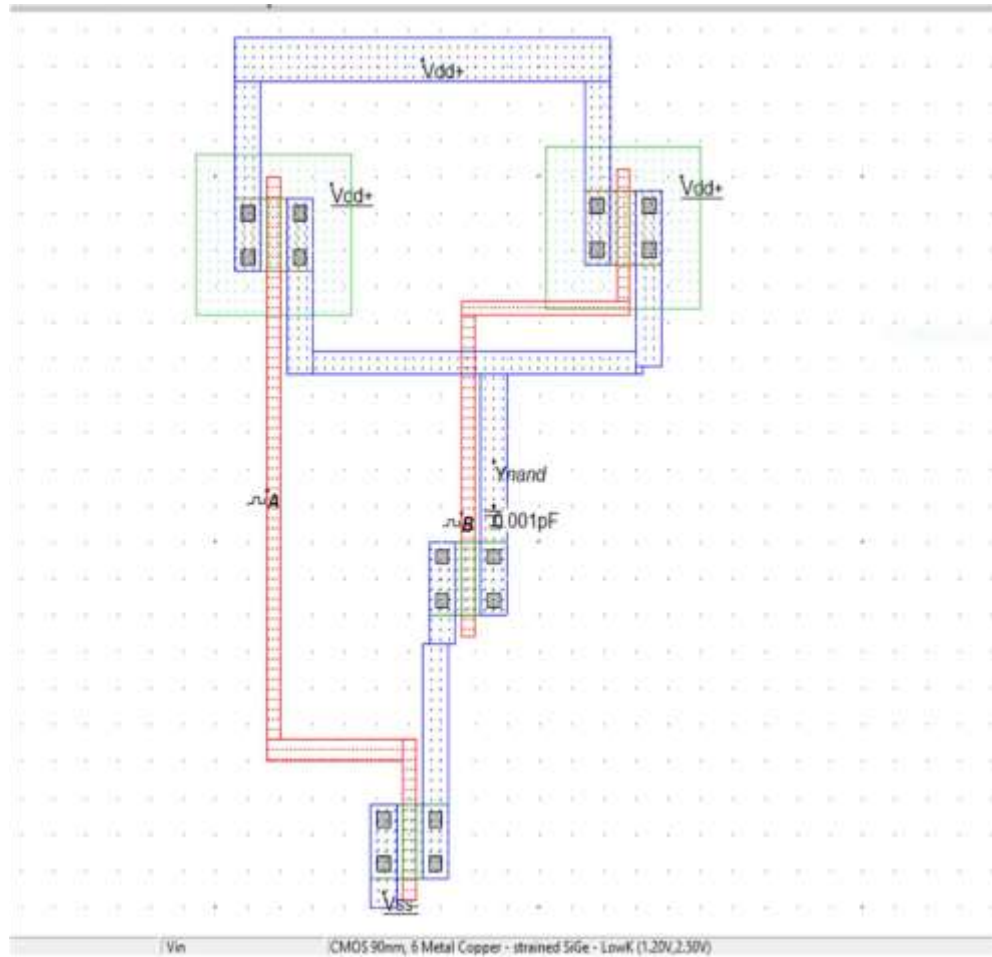 Vdd+
Vdd+
Vdd+
Ynand
A
B
0.001pF
Vss-
Vin
CMOS 90nm, 6 Metal Copper - strained SiGe - LowK (1.20V,2.50V)